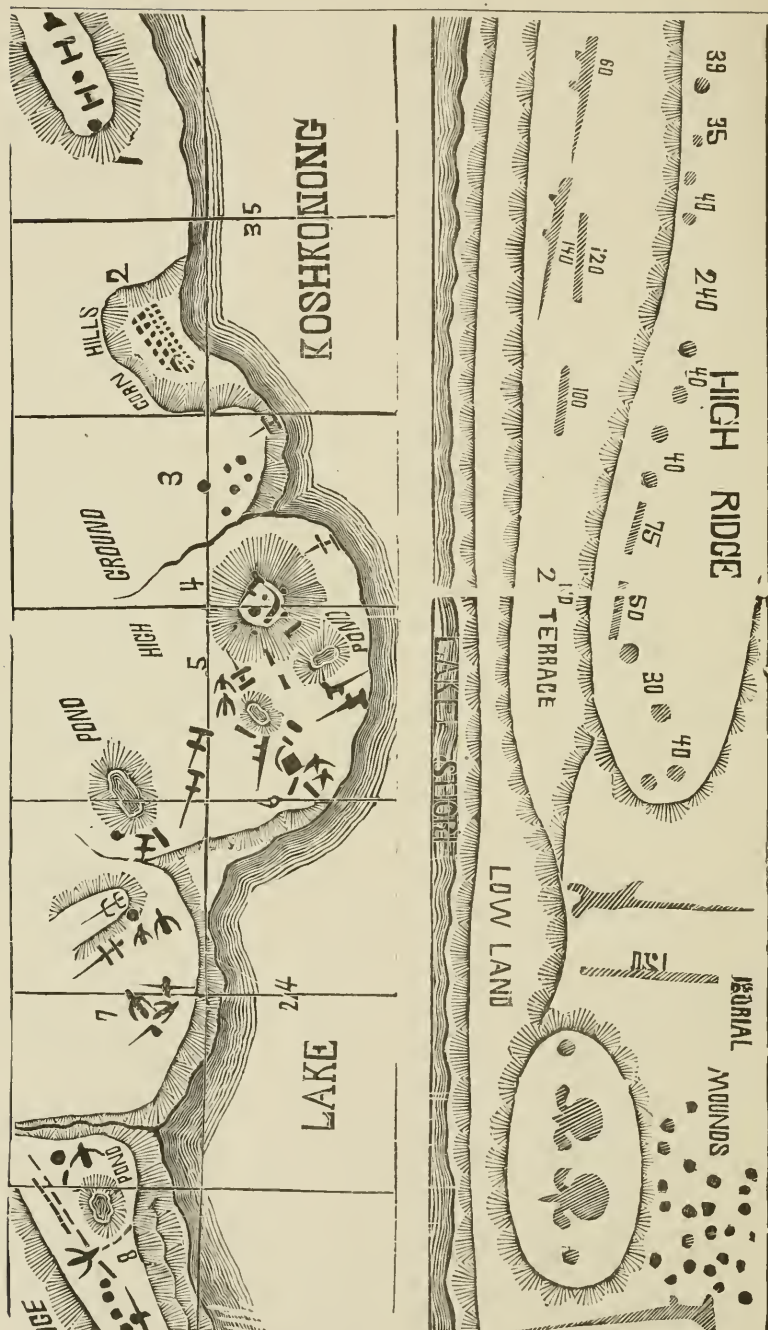 KOSHKONONG
35
2
HILLS
CORN
3
GROUND
4
HIGH
POND
5
POND
24
7
LAKE
POND
8
39
35
40
240
40
40
HIGH RIDGE
75
50
30
40
60
120
140
100
2ND TERRACE
LAKE SHORE
LOW LAND
BURIAL
MOUNDS